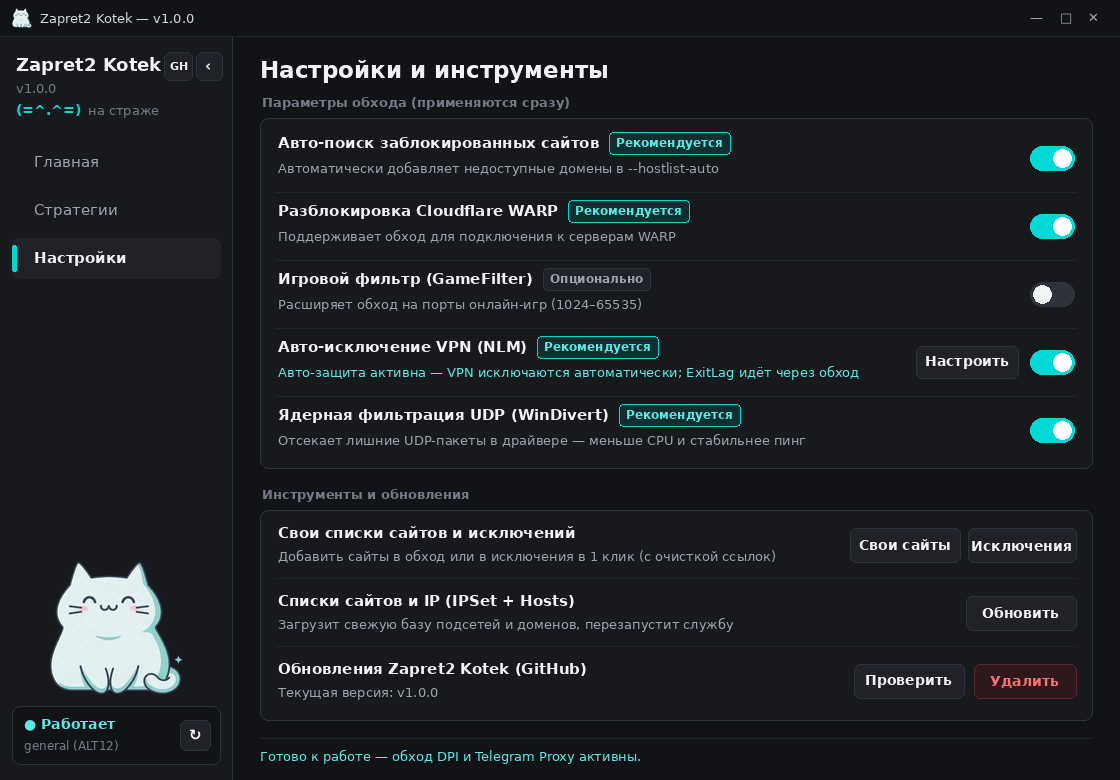 Zapret2 Kotek — v1.0.0
Zapret2 Kotek GH ‹
v1.0.0
(=^.^=) на страже
Главная
Стратегии
Настройки
● Работает
general (ALT12)
↻
Настройки и инструменты
Параметры обхода (применяются сразу)
Авто-поиск заблокированных сайтов Рекомендуется
Автоматически добавляет недоступные домены в --hostlist-auto
Разблокировка Cloudflare WARP Рекомендуется
Поддерживает обход для подключения к серверам WARP
Игровой фильтр (GameFilter) Опционально
Расширяет обход на порты онлайн-игр (1024–65535)
Авто-исключение VPN (NLM) Рекомендуется
Авто-защита активна — VPN исключаются автоматически; ExitLag идёт через обход
Настроить
Ядерная фильтрация UDP (WinDivert) Рекомендуется
Отсекает лишние UDP-пакеты в драйвере — меньше CPU и стабильнее пинг
Инструменты и обновления
Свои списки сайтов и исключений
Добавить сайты в обход или в исключения в 1 клик (с очисткой ссылок)
Свои сайты Исключения
Списки сайтов и IP (IPSet + Hosts)
Загрузит свежую базу подсетей и доменов, перезапустит службу
Обновить
Обновления Zapret2 Kotek (GitHub)
Текущая версия: v1.0.0
Проверить Удалить
Готово к работе — обход DPI и Telegram Proxy активны.